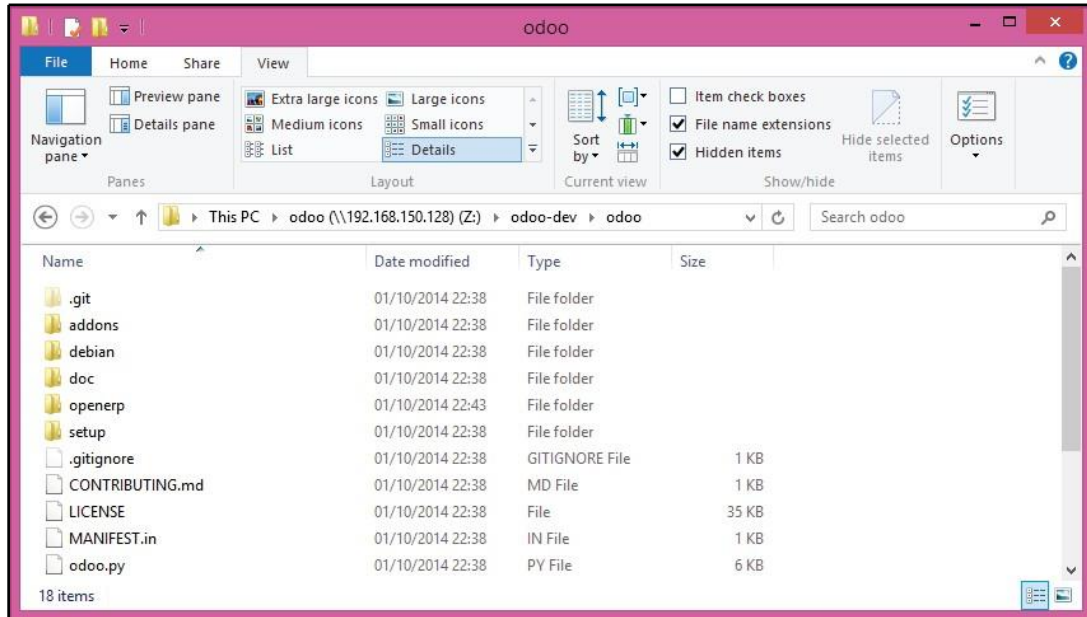 odoo
File Home Share View
Preview pane
Details pane
Navigation pane
Panes
Extra large icons Large icons
Medium icons Small icons
List Details
Layout
Sort by
Current view
Item check boxes
File name extensions
Hidden items
Hide selected items
Show/hide
Options
This PC odoo (\\192.168.150.128) (Z:) odoo-dev odoo
Search odoo
Name Date modified Type Size
.git 01/10/2014 22:38 File folder
addons 01/10/2014 22:38 File folder
debian 01/10/2014 22:38 File folder
doc 01/10/2014 22:38 File folder
openerp 01/10/2014 22:43 File folder
setup 01/10/2014 22:38 File folder
.gitignore 01/10/2014 22:38 GITIGNORE File 1 KB
CONTRIBUTING.md 01/10/2014 22:38 MD File 1 KB
LICENSE 01/10/2014 22:38 File 35 KB
MANIFEST.in 01/10/2014 22:38 IN File 1 KB
odoo.py 01/10/2014 22:38 PY File 6 KB
18 items